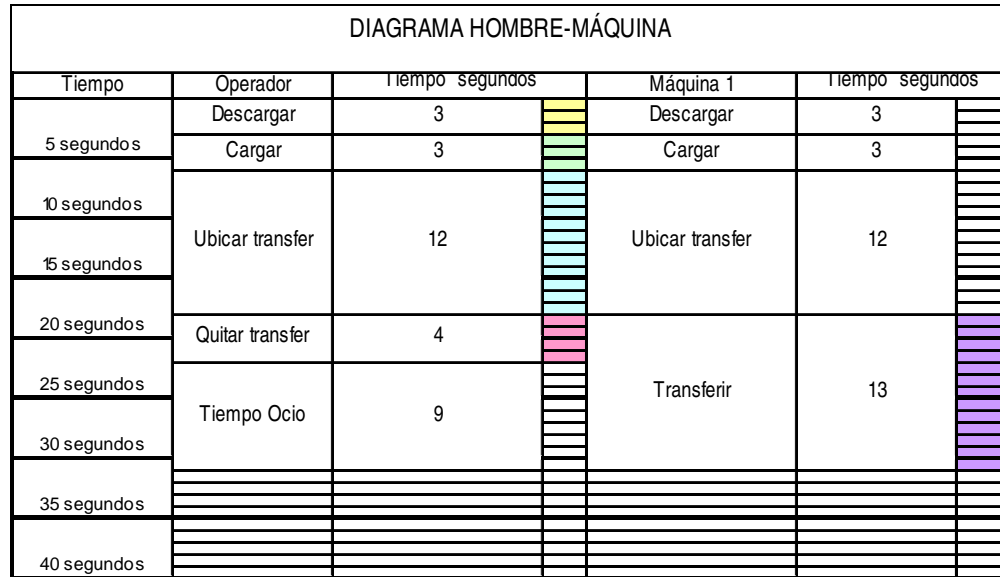 DIAGRAMA HOMBRE-MÁQUINA
Tiempo Operador Tiempo segundos Máquina 1 Tiempo segundos
Descargar 3 Descargar 3
5 segundos
Cargar 3 Cargar 3
10 segundos
Ubicar transfer 12 Ubicar transfer 12
15 segundos
20 segundos
Quitar transfer 4
25 segundos
Transferir 13
Tiempo Ocio 9
30 segundos
35 segundos
40 segundos